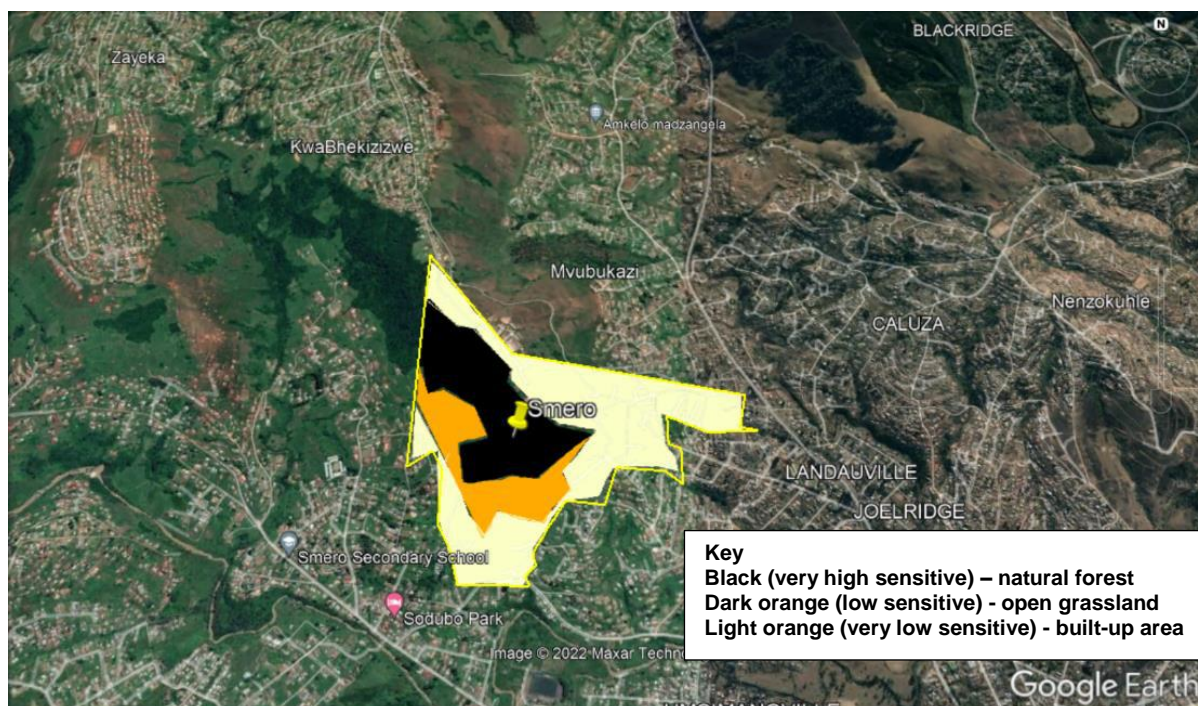 BLACKRIDGE
N
Zayeka
Amkelo madzangela
KwaBhekizizwe
Mvubukazi
Nenzokuhle
CALUZA
Smero
LANDAUVILLE
JOELRIDGE
Smero Secondary School
Sodubo Park
Key
Black (very high sensitive) – natural forest
Dark orange (low sensitive) - open grassland
Light orange (very low sensitive) - built-up area
Image © 2022 Maxar
Google Earth